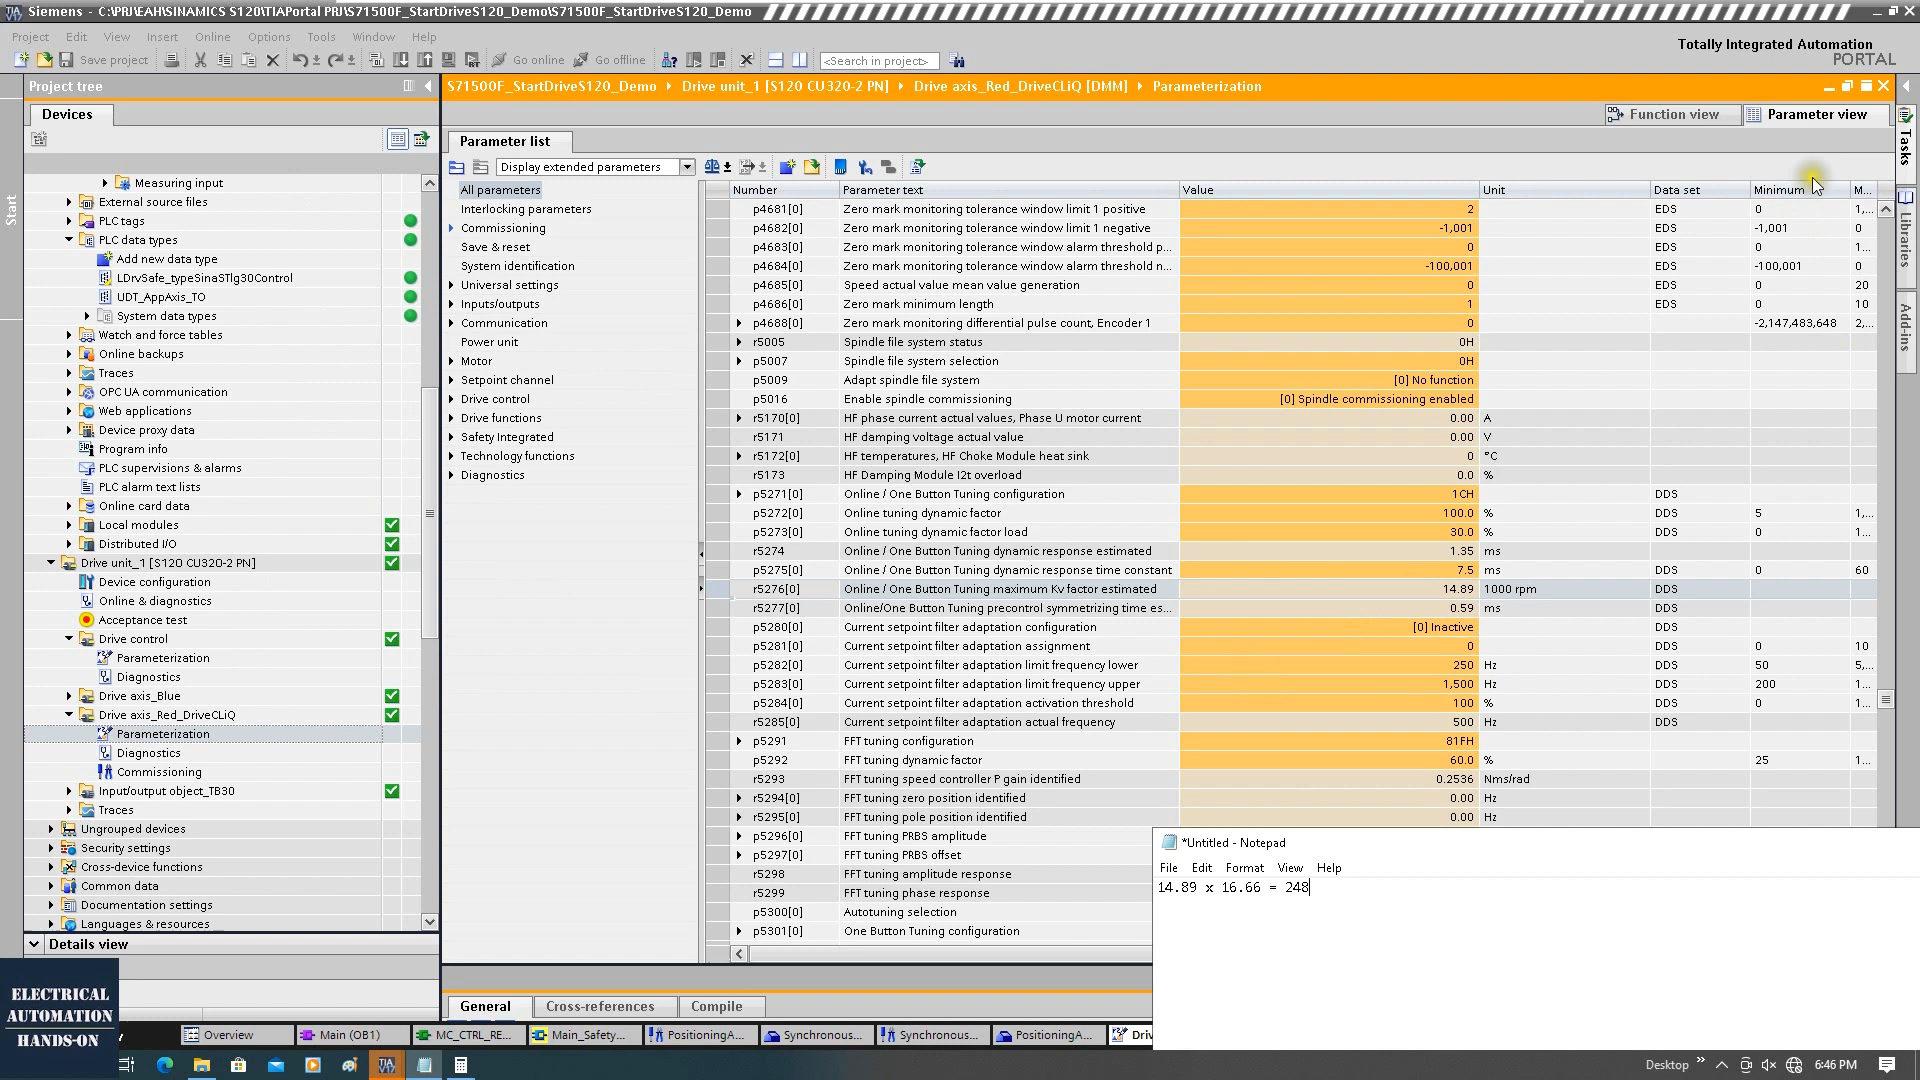 Siemens - C:\PRJ\EAH\SINAMICS S120\TIAPortal PRJ\S71500F_StartDriveS120_Demo\S71500F_StartDriveS120_Demo
Project Edit View Insert Online Options Tools Window Help
Totally Integrated Automation
PORTAL
Save project
Go online
Go offline
<Search in project>
Project tree
S71500F_StartDriveS120_Demo Drive unit_1 [S120 CU320-2 PN] Drive axis_Red_DriveCLiQ [DMM] Parameterization
Devices
Function view
Parameter view
Start
Measuring input
External source files
PLC tags
PLC data types
Add new data type
LDrvSafe_typeSinaSTlg30Control
UDT_AppAxis_TO
System data types
Watch and force tables
Online backups
Traces
OPC UA communication
Web applications
Device proxy data
Program info
PLC supervisions & alarms
PLC alarm text lists
Online card data
Local modules
Distributed I/O
Drive unit_1 [S120 CU320-2 PN]
Device configuration
Online & diagnostics
Acceptance test
Drive control
Parameterization
Diagnostics
Drive axis_Blue
Drive axis_Red_DriveCLiQ
Parameterization
Diagnostics
Commissioning
Input/output object_TB30
Traces
Ungrouped devices
Security settings
Cross-device functions
Common data
Documentation settings
Languages & resources
Details view
Parameter list
Display extended parameters
All parameters
Interlocking parameters
Commissioning
Save & reset
System identification
Universal settings
Inputs/outputs
Communication
Power unit
Motor
Setpoint channel
Drive control
Drive functions
Safety Integrated
Technology functions
Diagnostics
Number Parameter text Value Unit Data set Minimum M...
p4681[0] Zero mark monitoring tolerance window limit 1 positive 2 EDS 0 1,...
p4682[0] Zero mark monitoring tolerance window limit 1 negative -1,001 EDS -1,001 0
p4683[0] Zero mark monitoring tolerance window alarm threshold p... 0 EDS 0 1...
p4684[0] Zero mark monitoring tolerance window alarm threshold n... -100,001 EDS -100,001 0
p4685[0] Speed actual value mean value generation 0 EDS 0 20
p4686[0] Zero mark minimum length 1 EDS 0 10
p4688[0] Zero mark monitoring differential pulse count, Encoder 1 0 -2,147,483,648 2,...
r5005 Spindle file system status 0H
p5007 Spindle file system selection 0H
p5009 Adapt spindle file system [0] No function
p5016 Enable spindle commissioning [0] Spindle commissioning enabled
r5170[0] HF phase current actual values, Phase U motor current 0.00 A
r5171 HF damping voltage actual value 0.00 V
r5172[0] HF temperatures, HF Choke Module heat sink 0 °C
r5173 HF Damping Module I2t overload 0.0 %
p5271[0] Online / One Button Tuning configuration 1CH DDS
p5272[0] Online tuning dynamic factor 100.0 % DDS 5 1,...
p5273[0] Online tuning dynamic factor load 30.0 % DDS 0 1...
r5274 Online / One Button Tuning dynamic response estimated 1.35 ms
p5275[0] Online / One Button Tuning dynamic response time constant 7.5 ms DDS 0 60
r5276[0] Online / One Button Tuning maximum Kv factor estimated 14.89 1000 rpm DDS
r5277[0] Online/One Button Tuning precontrol symmetrizing time es... 0.59 ms DDS
p5280[0] Current setpoint filter adaptation configuration [0] Inactive DDS
p5281[0] Current setpoint filter adaptation assignment 0 DDS 0 10
p5282[0] Current setpoint filter adaptation limit frequency lower 250 Hz DDS 50 5,...
p5283[0] Current setpoint filter adaptation limit frequency upper 1,500 Hz DDS 200 1...
p5284[0] Current setpoint filter adaptation activation threshold 100 % DDS 0 1...
r5285[0] Current setpoint filter adaptation actual frequency 500 Hz DDS
p5291 FFT tuning configuration 81FH
p5292 FFT tuning dynamic factor 60.0 % 25 1...
r5293 FFT tuning speed controller P gain identified 0.2536 Nms/rad
r5294[0] FFT tuning zero position identified 0.00 Hz
r5295[0] FFT tuning pole position identified 0.00 Hz
p5296[0] FFT tuning PRBS amplitude
p5297[0] FFT tuning PRBS offset
r5298 FFT tuning amplitude response
r5299 FFT tuning phase response
p5300[0] Autotuning selection
p5301[0] One Button Tuning configuration
Tasks
Libraries
Add-ins
*Untitled - Notepad
File Edit Format View Help
14.89 x 16.66 = 248
General Cross-references Compile
Overview Main (OB1) MC_CTRL_RE... Main_Safety... PositioningA... Synchronous... Synchronous... PositioningA... Driv
ELECTRICAL
AUTOMATION
HANDS-ON
Desktop 6:46 PM